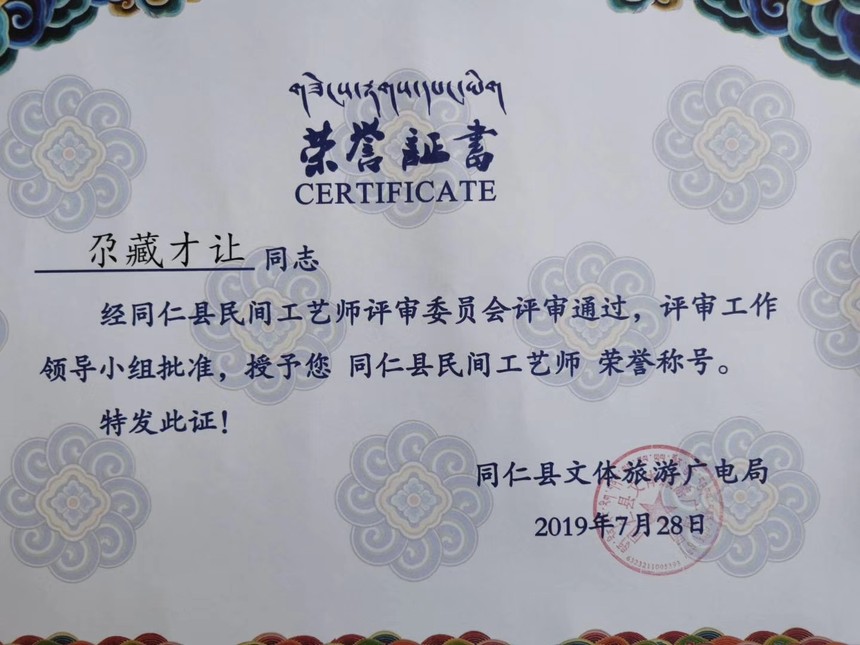 荣誉証書
CERTIFICATE
尕藏才让 同志
经同仁县民间工艺师评审委员会评审通过，评审工作
领导小组批准，授予您 同仁县民间工艺师 荣誉称号。
特发此证！
同仁县文体旅游广电局
2019年7月28日